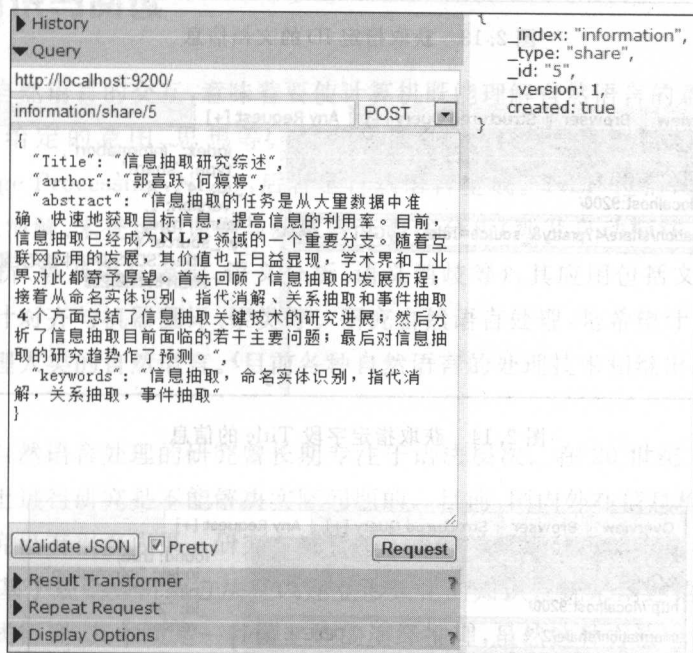 History
Query
http://localhost:9200/
information/share/5 POST
{
"Title": "信息抽取研究综述",
"author": "郭喜跃 何婷婷",
"abstract": "信息抽取的任务是从大量数据中准
确、快速地获取目标信息，提高信息的利用率。目前，
信息抽取已经成为NLP领域的一个重要分支。随着互
联网应用的发展，其价值也正日益显现，学术界和工业
界对此都寄予厚望。首先回顾了信息抽取的发展历程；
接着从命名实体识别、指代消解、关系抽取和事件抽取
4个方面总结了信息抽取关键技术的研究进展，然后分
析了信息抽取目前面临的若干主要问题；最后对信息抽
取的研究趋势作了预测。",
"keywords": "信息抽取，命名实体识别，指代消
解，关系抽取，事件抽取"
}
Validate JSON Pretty Request
Result Transformer ?
Repeat Request
Display Options ?
{
_index: "information",
_type: "share",
_id: "5",
_version: 1,
created: true
}